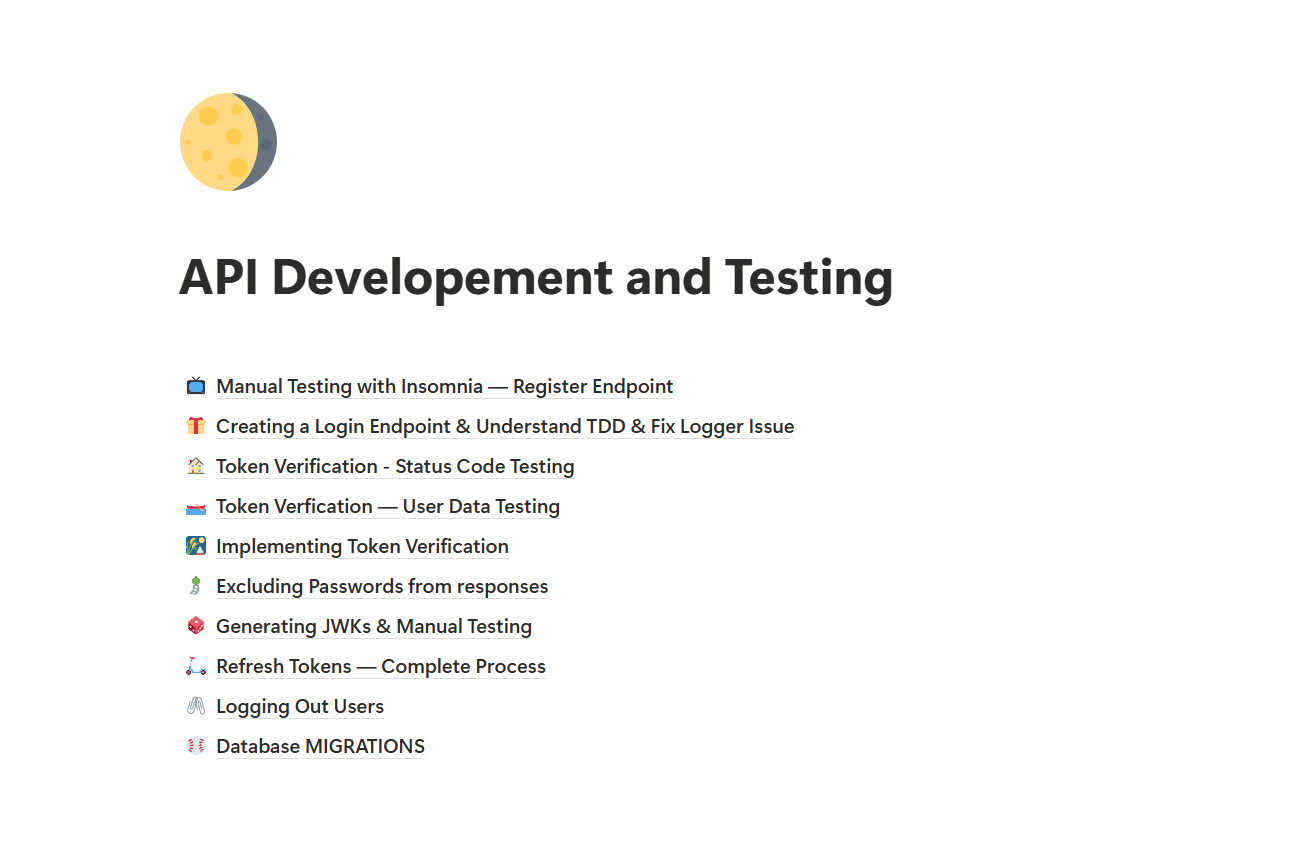 API Developement and Testing
Manual Testing with Insomnia — Register Endpoint
Creating a Login Endpoint & Understand TDD & Fix Logger Issue
Token Verification - Status Code Testing
Token Verfication — User Data Testing
Implementing Token Verification
Excluding Passwords from responses
Generating JWKs & Manual Testing
Refresh Tokens — Complete Process
Logging Out Users
Database MIGRATIONS